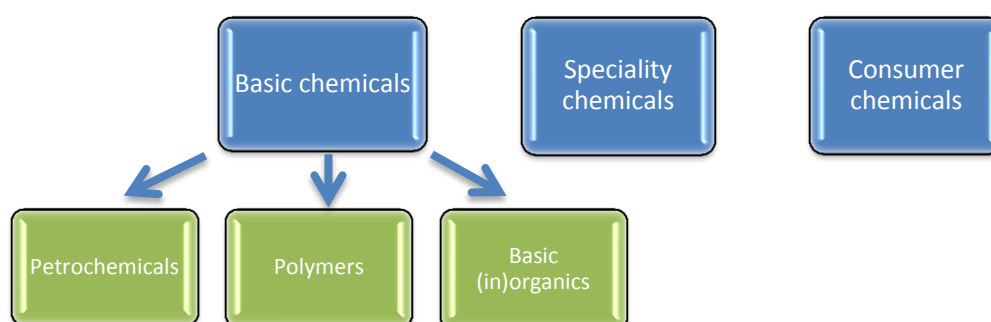 Basic chemicals
Speciality
chemicals
Consumer
chemicals
Petrochemicals
Polymers
Basic
(in)organics